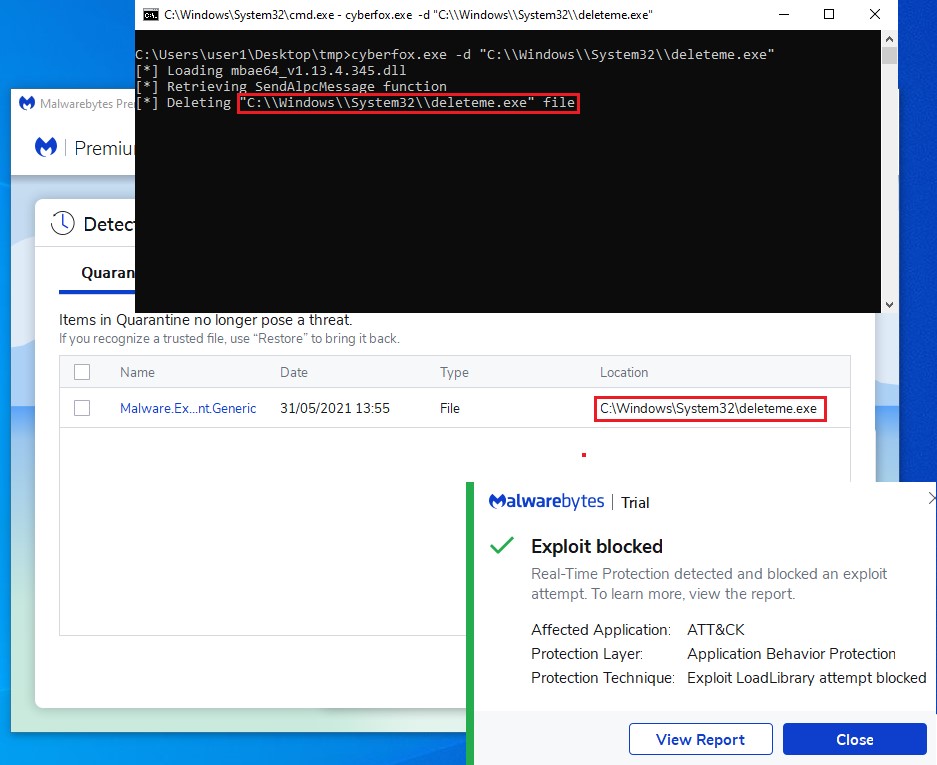 C:\Windows\System32\cmd.exe - cyberfox.exe  -d "C:\\Windows\\System32\\deleteme.exe"
C:\Users\user1\Desktop\tmp>cyberfox.exe -d "C:\\Windows\\System32\\deleteme.exe"
[*] Loading mbae64_v1.13.4.345.dll
[*] Retrieving SendAlpcMessage function
[*] Deleting "C:\\Windows\\System32\\deleteme.exe" file
Malwarebytes Pre
Premiu
Detect
Quaran
Items in Quarantine no longer pose a threat.
If you recognize a trusted file, use “Restore” to bring it back.
Name Date Type Location
Malware.Ex...nt.Generic 31/05/2021 13:55 File C:\Windows\System32\deleteme.exe
Malwarebytes | Trial
Exploit blocked
Real-Time Protection detected and blocked an exploit
attempt. To learn more, view the report.
Affected Application: ATT&CK
Protection Layer: Application Behavior Protection
Protection Technique: Exploit LoadLibrary attempt blocked
View Report Close